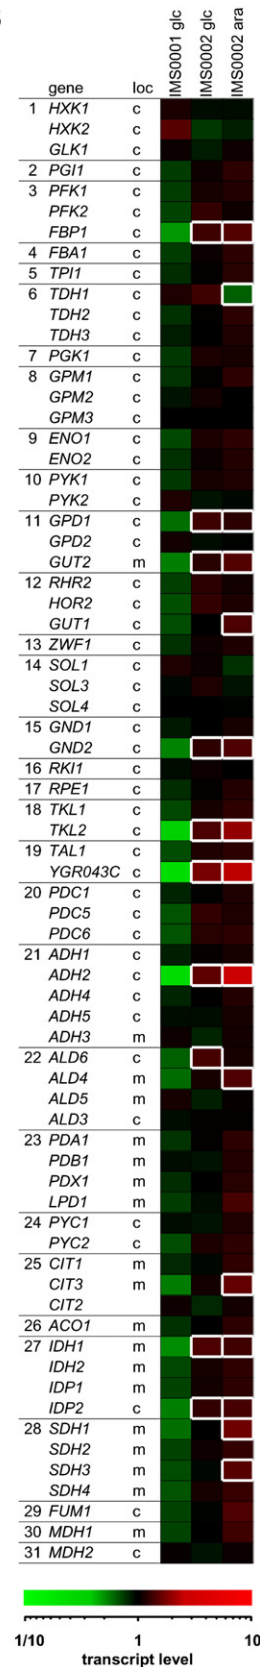 IMS0001 glc
IMS0002 glc
IMS0002 ara
gene loc
1 HXK1 c
HXK2 c
GLK1 c
2 PGI1 c
3 PFK1 c
PFK2 c
FBP1 c
4 FBA1 c
5 TPI1 c
6 TDH1 c
TDH2 c
TDH3 c
7 PGK1 c
8 GPM1 c
GPM2 c
GPM3 c
9 ENO1 c
ENO2 c
10 PYK1 c
PYK2 c
11 GPD1 c
GPD2 c
GUT2 m
12 RHR2 c
HOR2 c
GUT1 c
13 ZWF1 c
14 SOL1 c
SOL3 c
SOL4 c
15 GND1 c
GND2 c
16 RKI1 c
17 RPE1 c
18 TKL1 c
TKL2 c
19 TAL1 c
YGR043C c
20 PDC1 c
PDC5 c
PDC6 c
21 ADH1 c
ADH2 c
ADH4 c
ADH5 c
ADH3 m
22 ALD6 c
ALD4 m
ALD5 m
ALD3 c
23 PDA1 m
PDB1 m
PDX1 m
LPD1 m
24 PYC1 c
PYC2 c
25 CIT1 m
CIT3 m
CIT2 c
26 ACO1 m
27 IDH1 m
IDH2 m
IDP1 m
IDP2 c
28 SDH1 m
SDH2 m
SDH3 m
SDH4 m
29 FUM1 c
30 MDH1 m
31 MDH2 c
1/10 1 10
transcript level